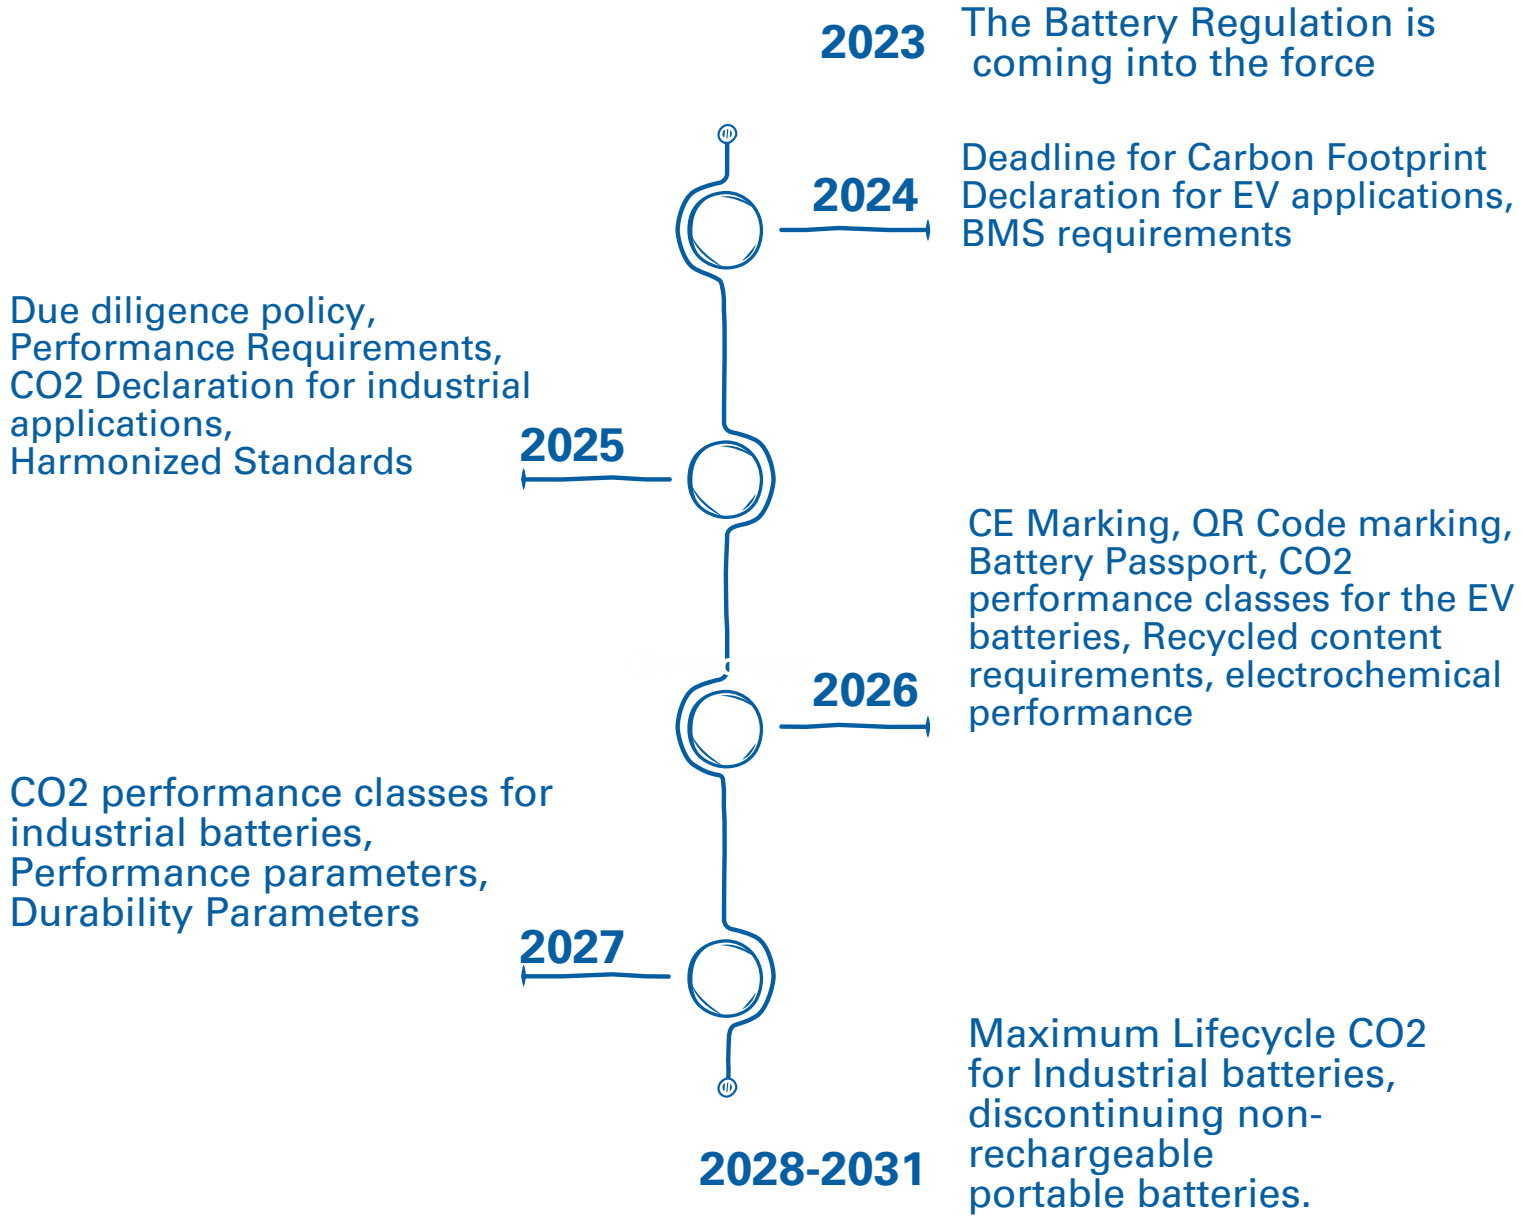 2023
The Battery Regulation is
coming into the force
2024
Deadline for Carbon Footprint
Declaration for EV applications,
BMS requirements
Due diligence policy,
Performance Requirements,
CO2 Declaration for industrial
applications,
Harmonized Standards
2025
CE Marking, QR Code marking,
Battery Passport, CO2
performance classes for the EV
batteries, Recycled content
requirements, electrochemical
performance
2026
CO2 performance classes for
industrial batteries,
Performance parameters,
Durability Parameters
2027
Maximum Lifecycle CO2
for Industrial batteries,
discontinuing non-
rechargeable
portable batteries.
2028-2031